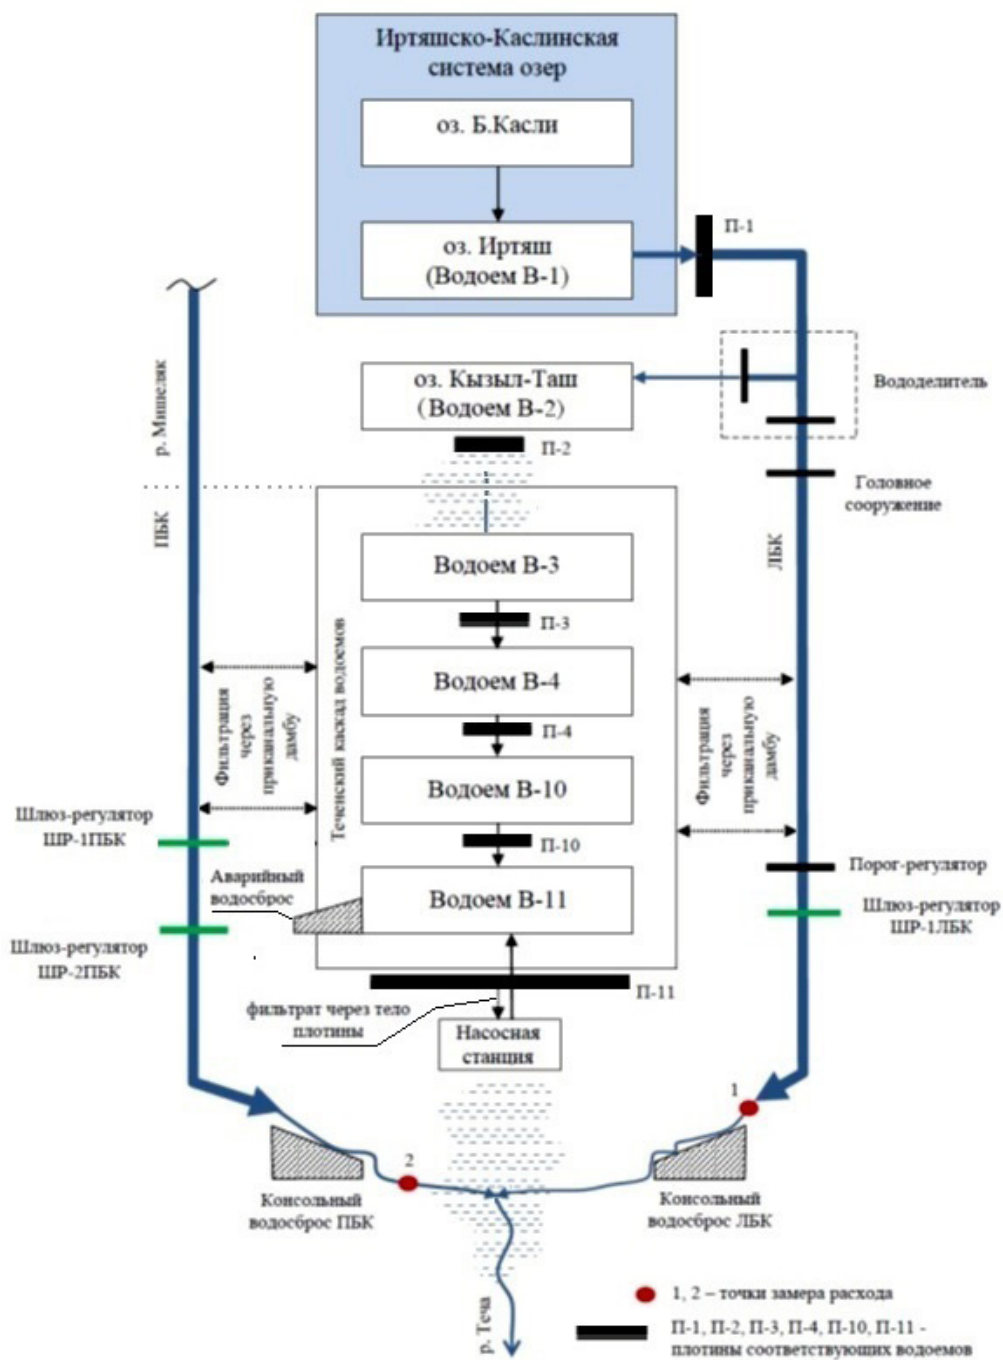 Иртяшско-Каслинская
система озер
оз. Б.Касли
оз. Иртяш
(Водоем В-1)
П-1
р. Мишеляк
оз. Кызыл-Таш
(Водоем В-2)
Вододелитель
П-2
Головное
сооружение
ПБК
ЛБК
Водоем В-3
П-3
Водоем В-4
П-4
Водоем В-10
П-10
Водоем В-11
Теченский каскад водоемов
Фильтрация
через
приканальную
дамбу
Фильтрация
через
приканальную
дамбу
Шлюз-регулятор
ШР-1ПБК
Аварийный
водосброс
Порог-регулятор
Шлюз-регулятор
ШР-1ЛБК
Шлюз-регулятор
ШР-2ПБК
П-11
фильтрат через тело
плотины
Насосная
станция
1
2
Консольный
водосброс ПБК
Консольный
водосброс ЛБК
р. Теча
1, 2 – точки замера расхода
П-1, П-2, П-3, П-4, П-10, П-11 -
плотины соответствующих водоемов